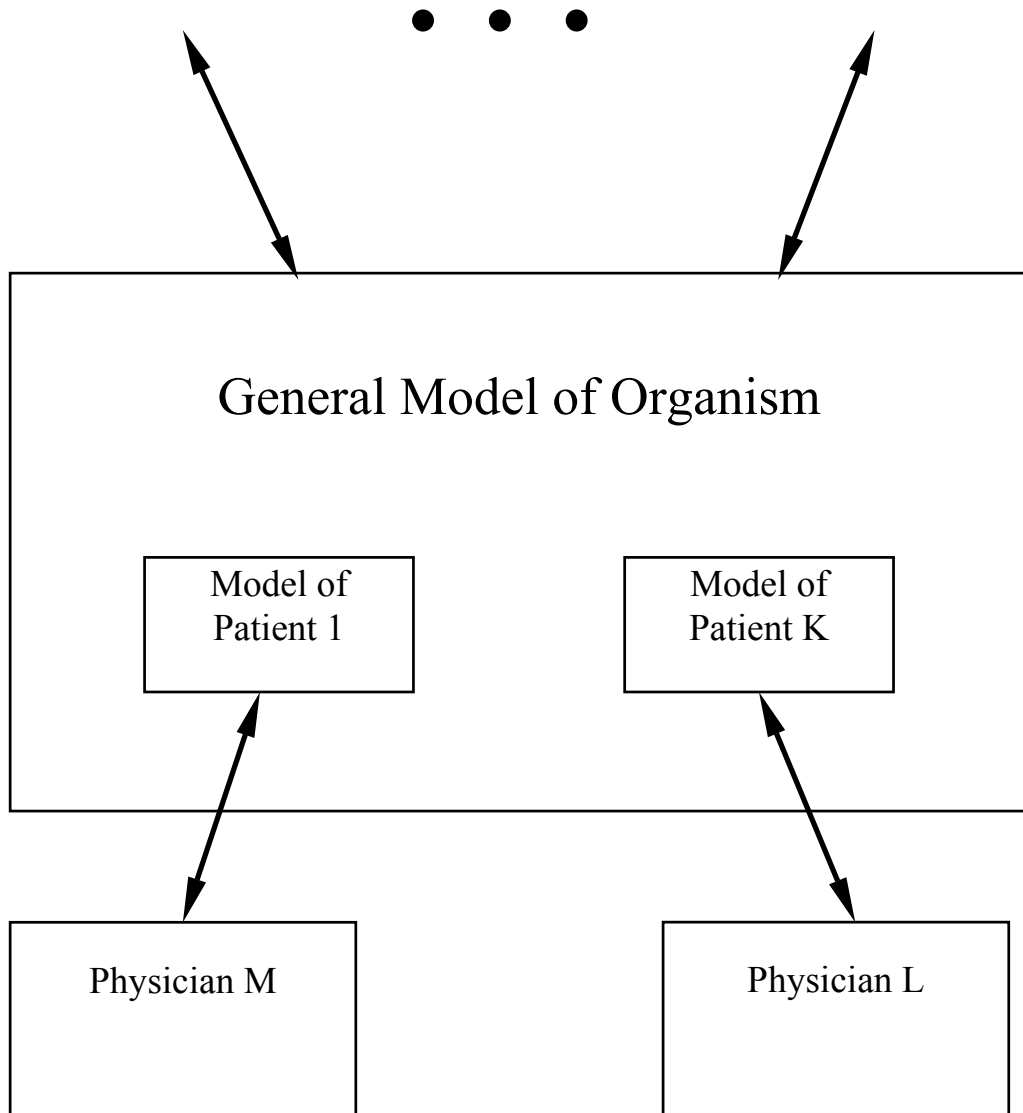 General Model of Organism
Model of
Patient 1
Model of
Patient K
Physician M
Physician L